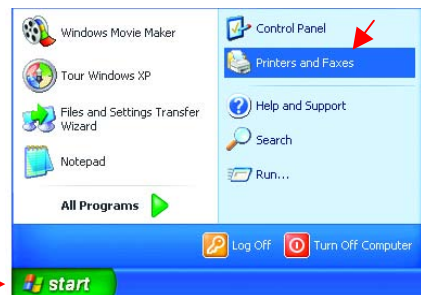 Windows Movie Maker
Tour Windows XP
Files and Settings Transfer
Wizard
Notepad
All Programs
Control Panel
Printers and Faxes
Help and Support
Search
Run...
Log Off
Turn Off Computer
start